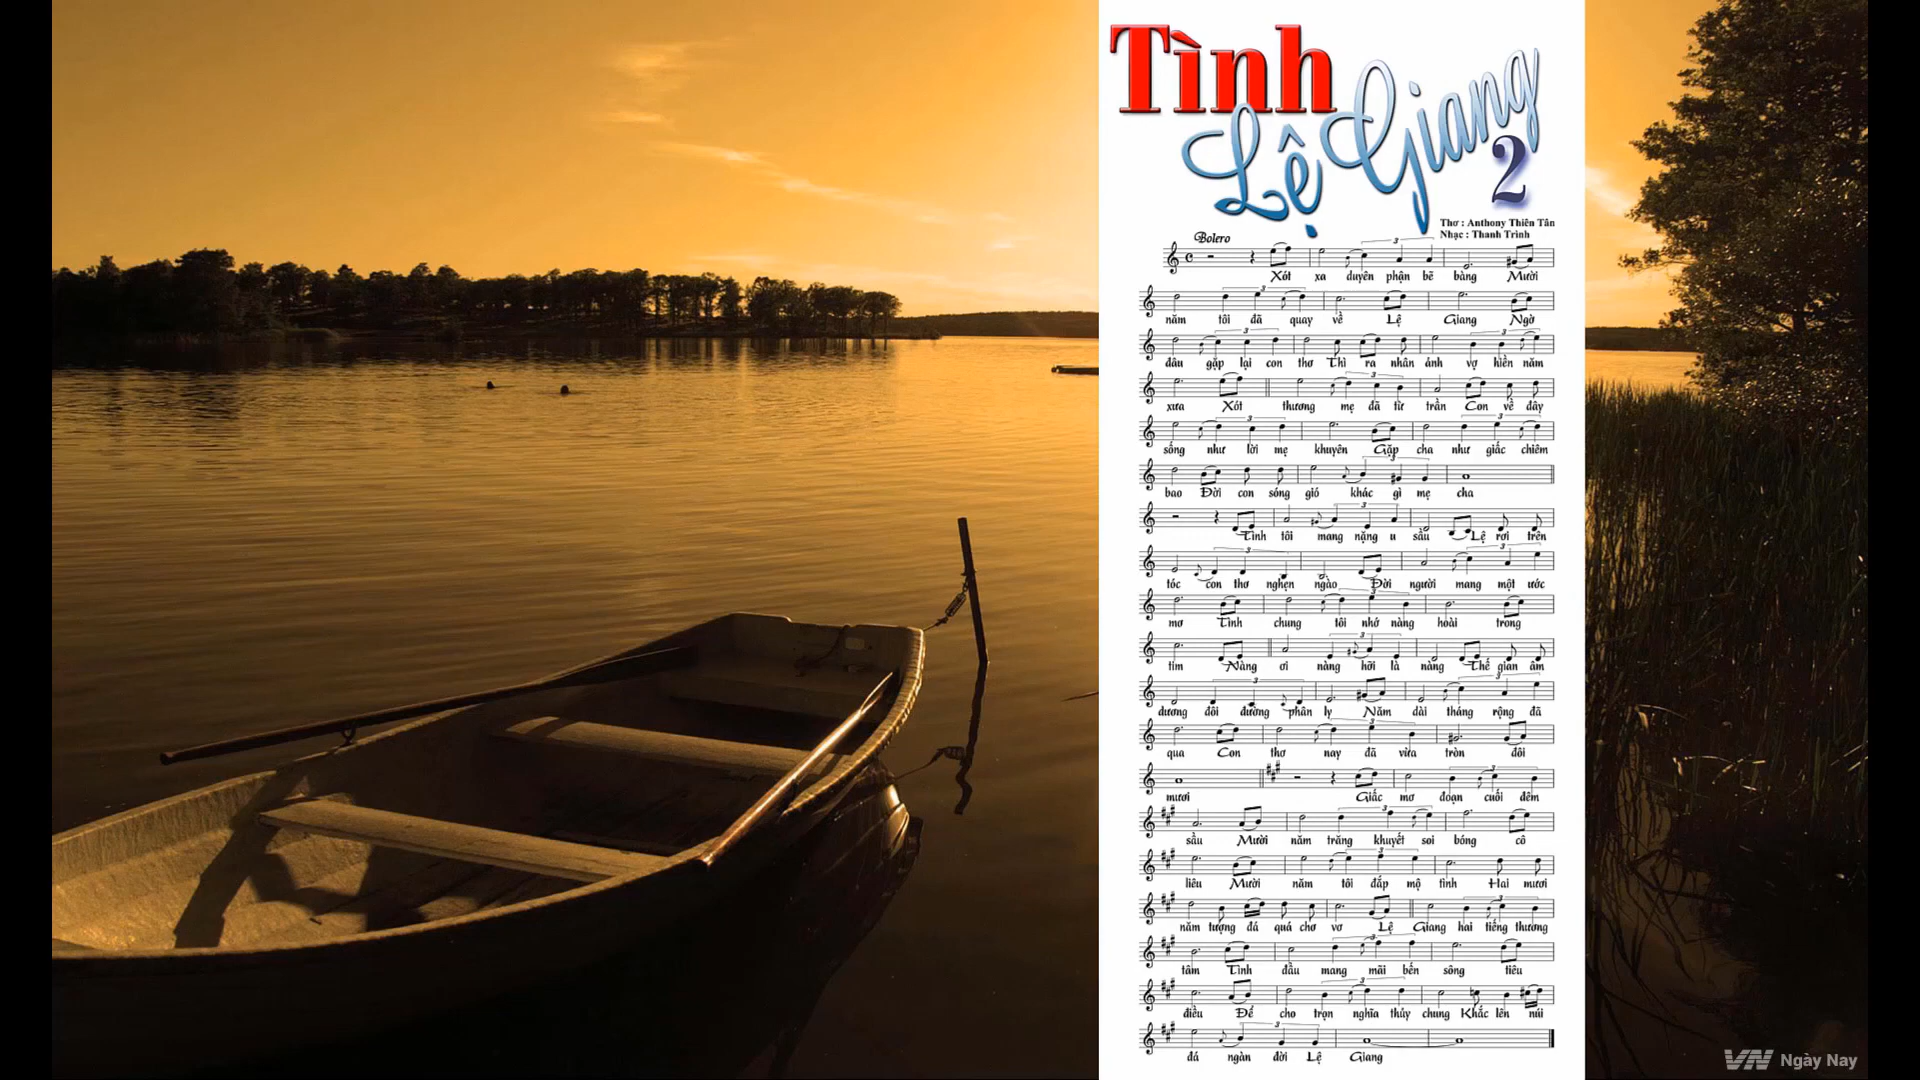 Tình
Lệ Giang
2
Thơ : Anthony Thiên Tân
Nhạc : Thanh Trình
Bolero
Xót xa duyên phận bẽ bàng Mười
năm tôi đã quay về Lệ Giang Ngờ
đâu gặp lại con thơ Thì ra nhân ảnh vợ hiền năm
xưa Xót thương mẹ đã từ trần Con về đây
sống như lời mẹ khuyên Gặp cha như giấc chiêm
bao Đời con sóng gió khác gì mẹ cha
Tình tôi mang nặng u sầu Lệ rơi trên
tóc con thơ nghẹn ngào Đời người mang một ước
mơ Tình chung tôi nhớ nàng hoài trong
tim Nàng ơi nàng hỡi là nàng Thế gian âm
dương đôi đường phân ly Năm dài tháng rộng đã
qua Con thơ nay đã vừa tròn đôi
mươi Giấc mơ đoạn cuối đêm
sầu Mười năm trăng khuyết soi bóng cô
liêu Mười năm tôi đắp mộ tình Hai mươi
năm tượng đá quá chơ vơ Lệ Giang hai tiếng thương
tâm Tình đầu mang mãi bến sông tiêu
điều Để cho trọn nghĩa thủy chung Khắc lên núi
đá ngàn đời Lệ Giang
VN Ngày Nay